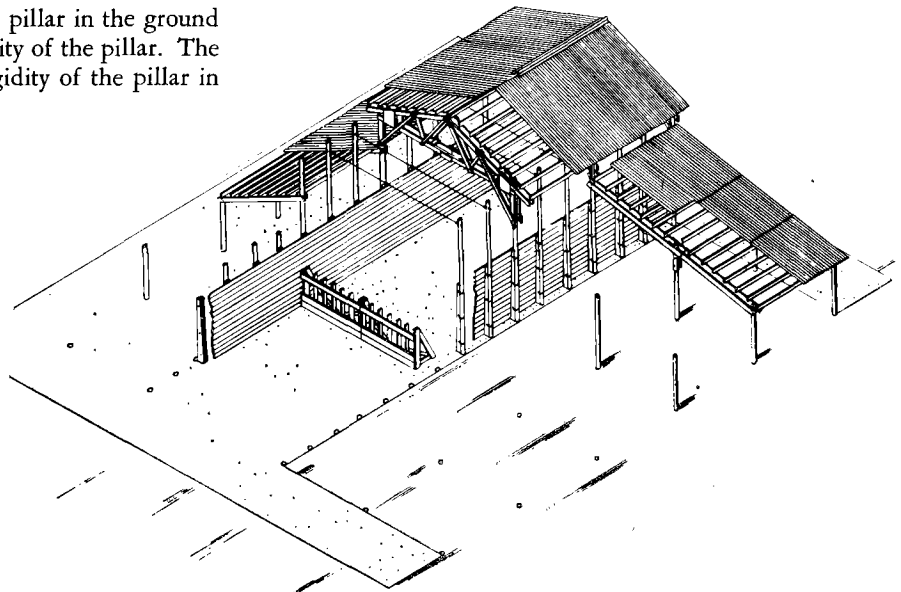 pillar in the ground
ity of the pillar. The
gidity of the pillar in